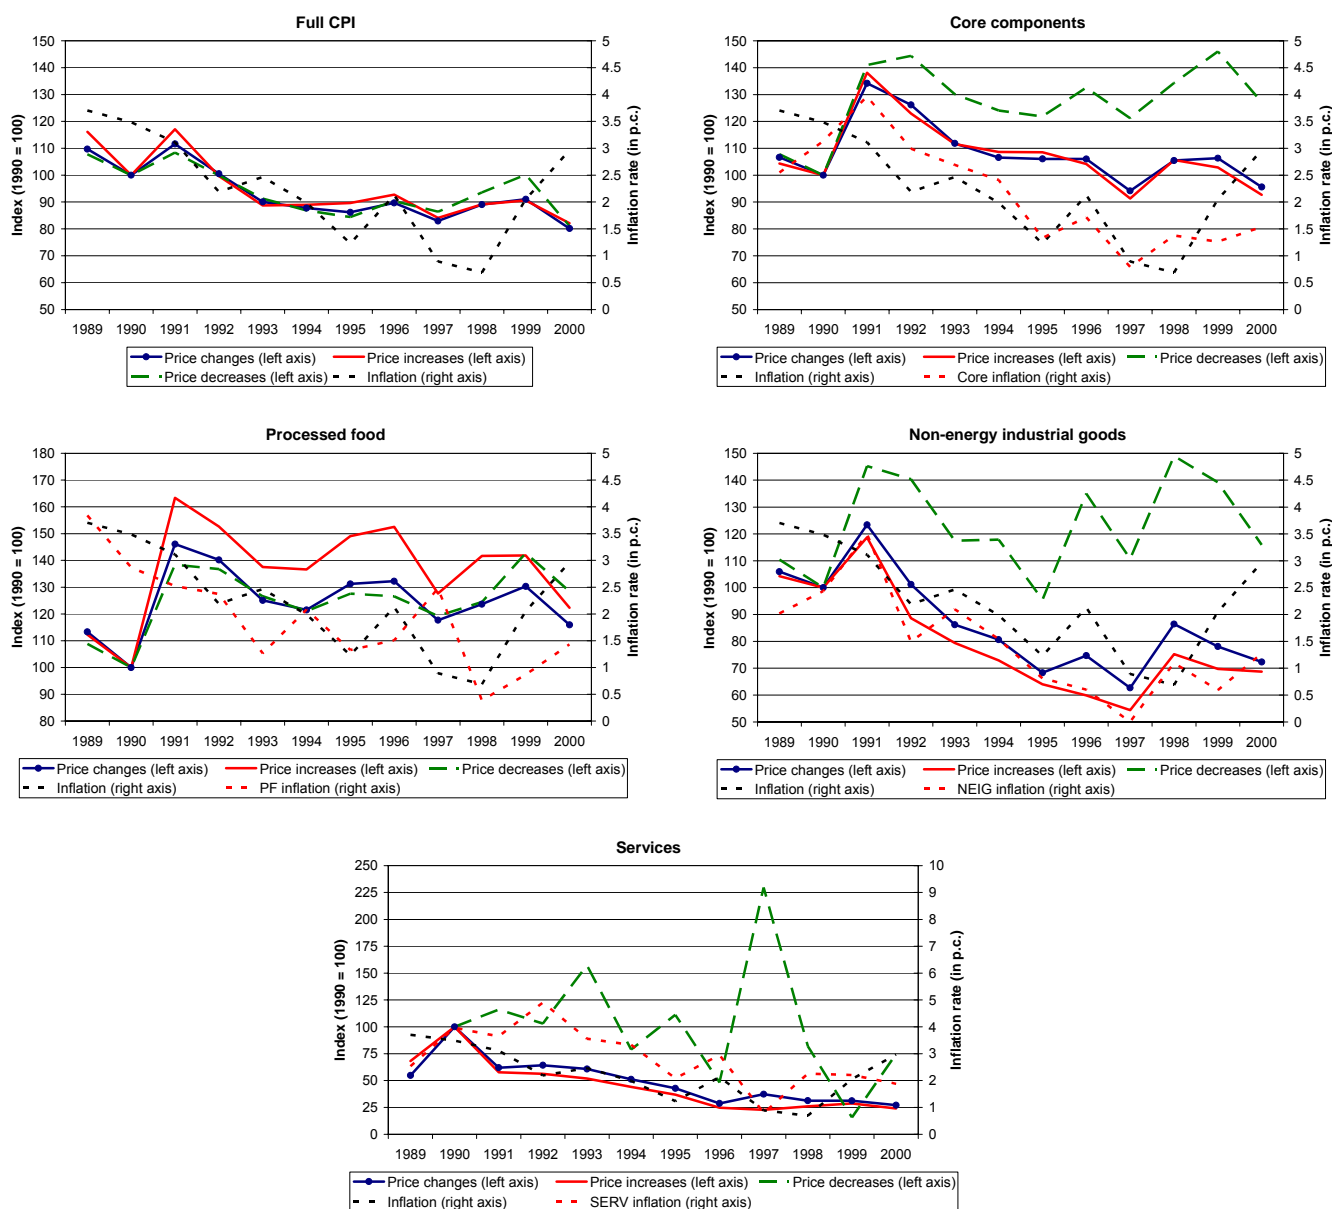 Full CPI
150 140 130 120 110 100 90 80 70 60 50
Index (1990 = 100)
5 4.5 4 3.5 3 2.5 2 1.5 1 0.5 0
Inflation rate (in p.c.)
1989 1990 1991 1992 1993 1994 1995 1996 1997 1998 1999 2000
Price changes (left axis) Price increases (left axis)
Price decreases (left axis) Inflation (right axis)
Core components
150 140 130 120 110 100 90 80 70 60 50
Index (1990 = 100)
5 4.5 4 3.5 3 2.5 2 1.5 1 0.5 0
Inflation rate (in p.c.)
1989 1990 1991 1992 1993 1994 1995 1996 1997 1998 1999 2000
Price changes (left axis) Price increases (left axis) Price decreases (left axis)
Inflation (right axis) Core inflation (right axis)
Processed food
180 170 160 150 140 130 120 110 100 90 80
Index (1990 = 100)
5 4.5 4 3.5 3 2.5 2 1.5 1 0.5 0
Inflation rate (in p.c.)
1989 1990 1991 1992 1993 1994 1995 1996 1997 1998 1999 2000
Price changes (left axis) Price increases (left axis) Price decreases (left axis)
Inflation (right axis) PF inflation (right axis)
Non-energy industrial goods
150 140 130 120 110 100 90 80 70 60 50
Index (1990 = 100)
5 4.5 4 3.5 3 2.5 2 1.5 1 0.5 0
Inflation rate (in p.c.)
1989 1990 1991 1992 1993 1994 1995 1996 1997 1998 1999 2000
Price changes (left axis) Price increases (left axis) Price decreases (left axis)
Inflation (right axis) NEIG inflation (right axis)
Services
250 225 200 175 150 125 100 75 50 25 0
Index (1990 = 100)
10 9 8 7 6 5 4 3 2 1 0
Inflation rate (in p.c.)
1989 1990 1991 1992 1993 1994 1995 1996 1997 1998 1999 2000
Price changes (left axis) Price increases (left axis) Price decreases (left axis)
Inflation (right axis) SERV inflation (right axis)